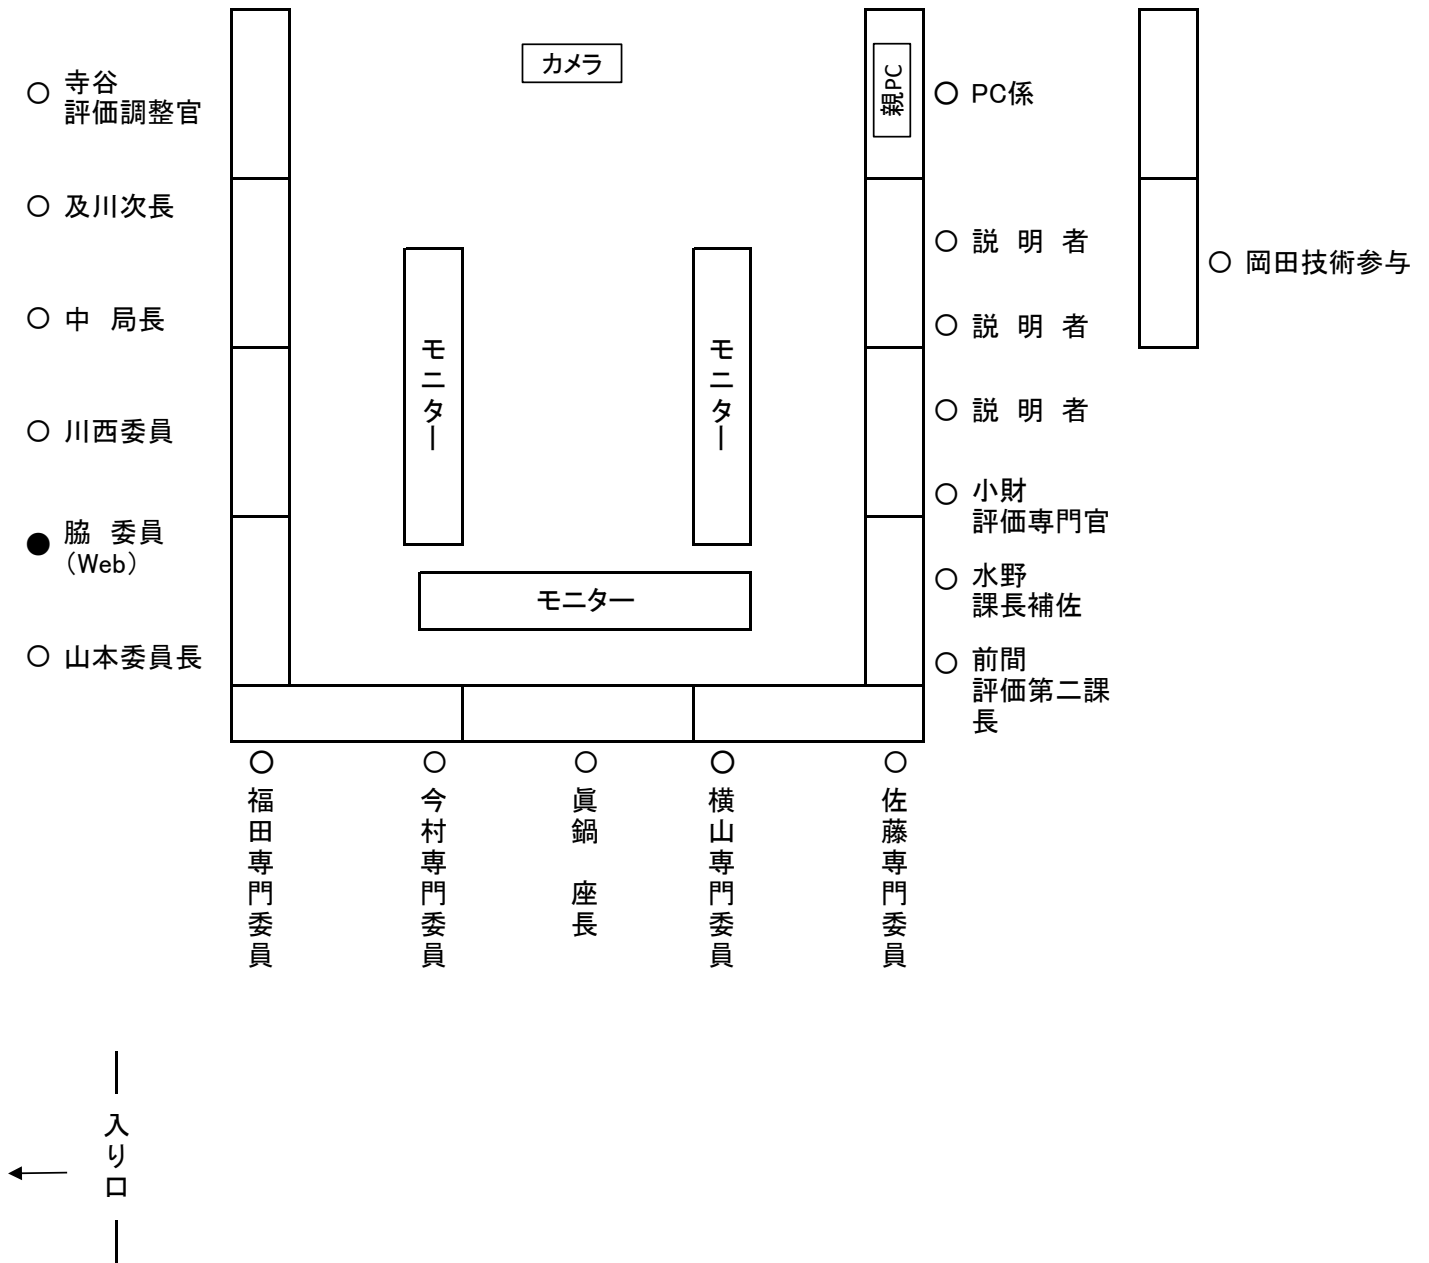 カメラ
寺谷
評価調整官
及川次長
中　局長
川西委員
脇　委員
（Web）
山本委員長
モニター
モニター
モニター
親PC
PC係
説　明　者
説　明　者
説　明　者
小財
評価専門官
水野
課長補佐
前間
評価第二課
長
岡田技術参与
福田専門委員
今村専門委員
眞鍋　座長
横山専門委員
佐藤専門委員
入り口